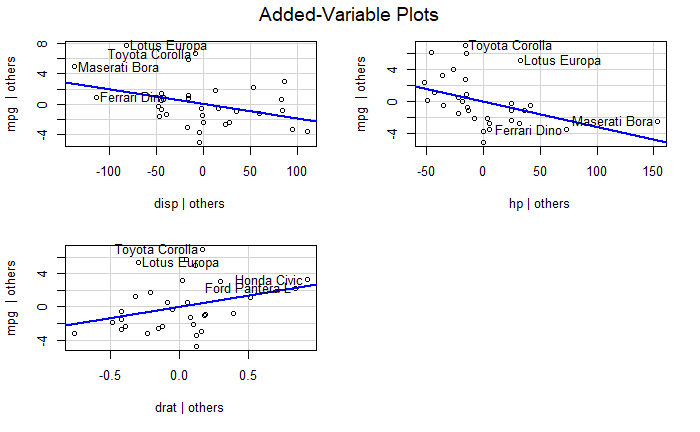 Added-Variable Plots
mpg | others
8
4
0
-4
Lotus Europa
Toyota Corolla
Maserati Bora
Ferrari Dino
-100
-50
0
50
100
disp | others
mpg | others
4
0
-4
Toyota Corolla
Lotus Europa
Maserati Bora
Ferrari Dino
-50
0
50
100
150
hp | others
mpg | others
4
0
-4
Toyota Corolla
Lotus Europa
Honda Civic
Ford Pantera L
-0.5
0.0
0.5
drat | others